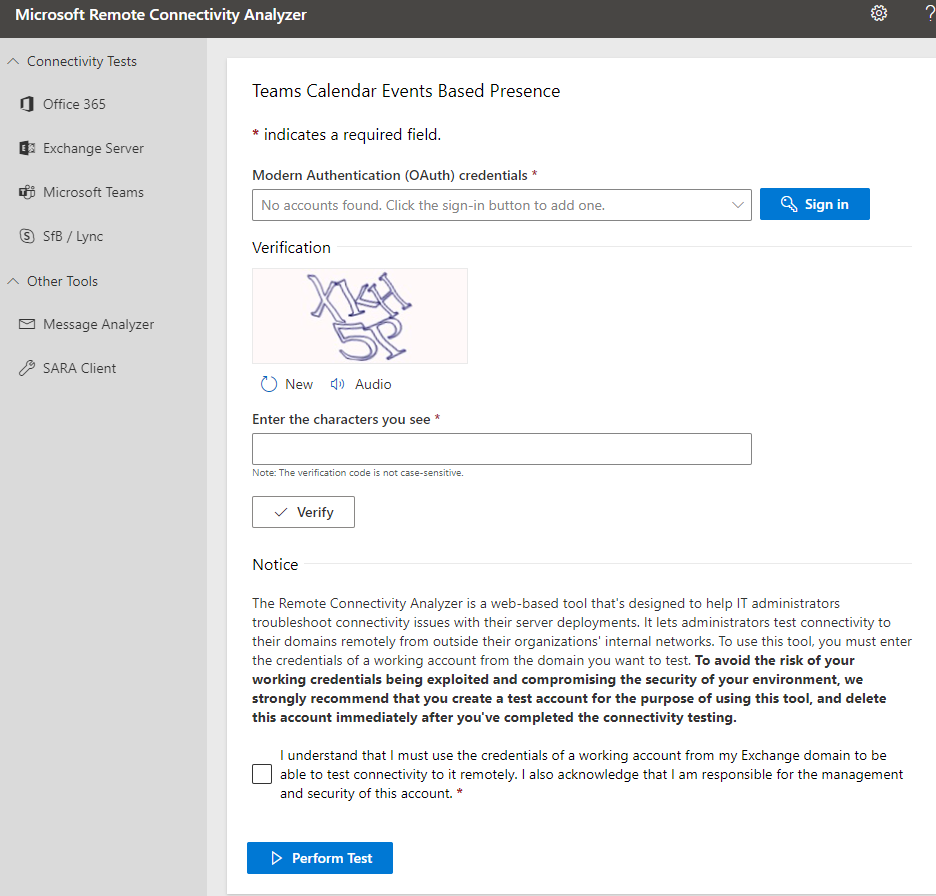 Microsoft Remote Connectivity Analyzer
?
Connectivity Tests
Office 365
Exchange Server
Microsoft Teams
SfB / Lync
Other Tools
Message Analyzer
SARA Client
Teams Calendar Events Based Presence
* indicates a required field.
Modern Authentication (OAuth) credentials *
No accounts found. Click the sign-in button to add one.
Sign in
Verification
New
Audio
Enter the characters you see *
Note: The verification code is not case-sensitive.
Verify
Notice
The Remote Connectivity Analyzer is a web-based tool that's designed to help IT administrators
troubleshoot connectivity issues with their server deployments. It lets administrators test connectivity to
their domains remotely from outside their organizations' internal networks. To use this tool, you must enter
the credentials of a working account from the domain you want to test. To avoid the risk of your
working credentials being exploited and compromising the security of your environment, we
strongly recommend that you create a test account for the purpose of using this tool, and delete
this account immediately after you've completed the connectivity testing.
I understand that I must use the credentials of a working account from my Exchange domain to be
able to test connectivity to it remotely. I also acknowledge that I am responsible for the management
and security of this account. *
Perform Test